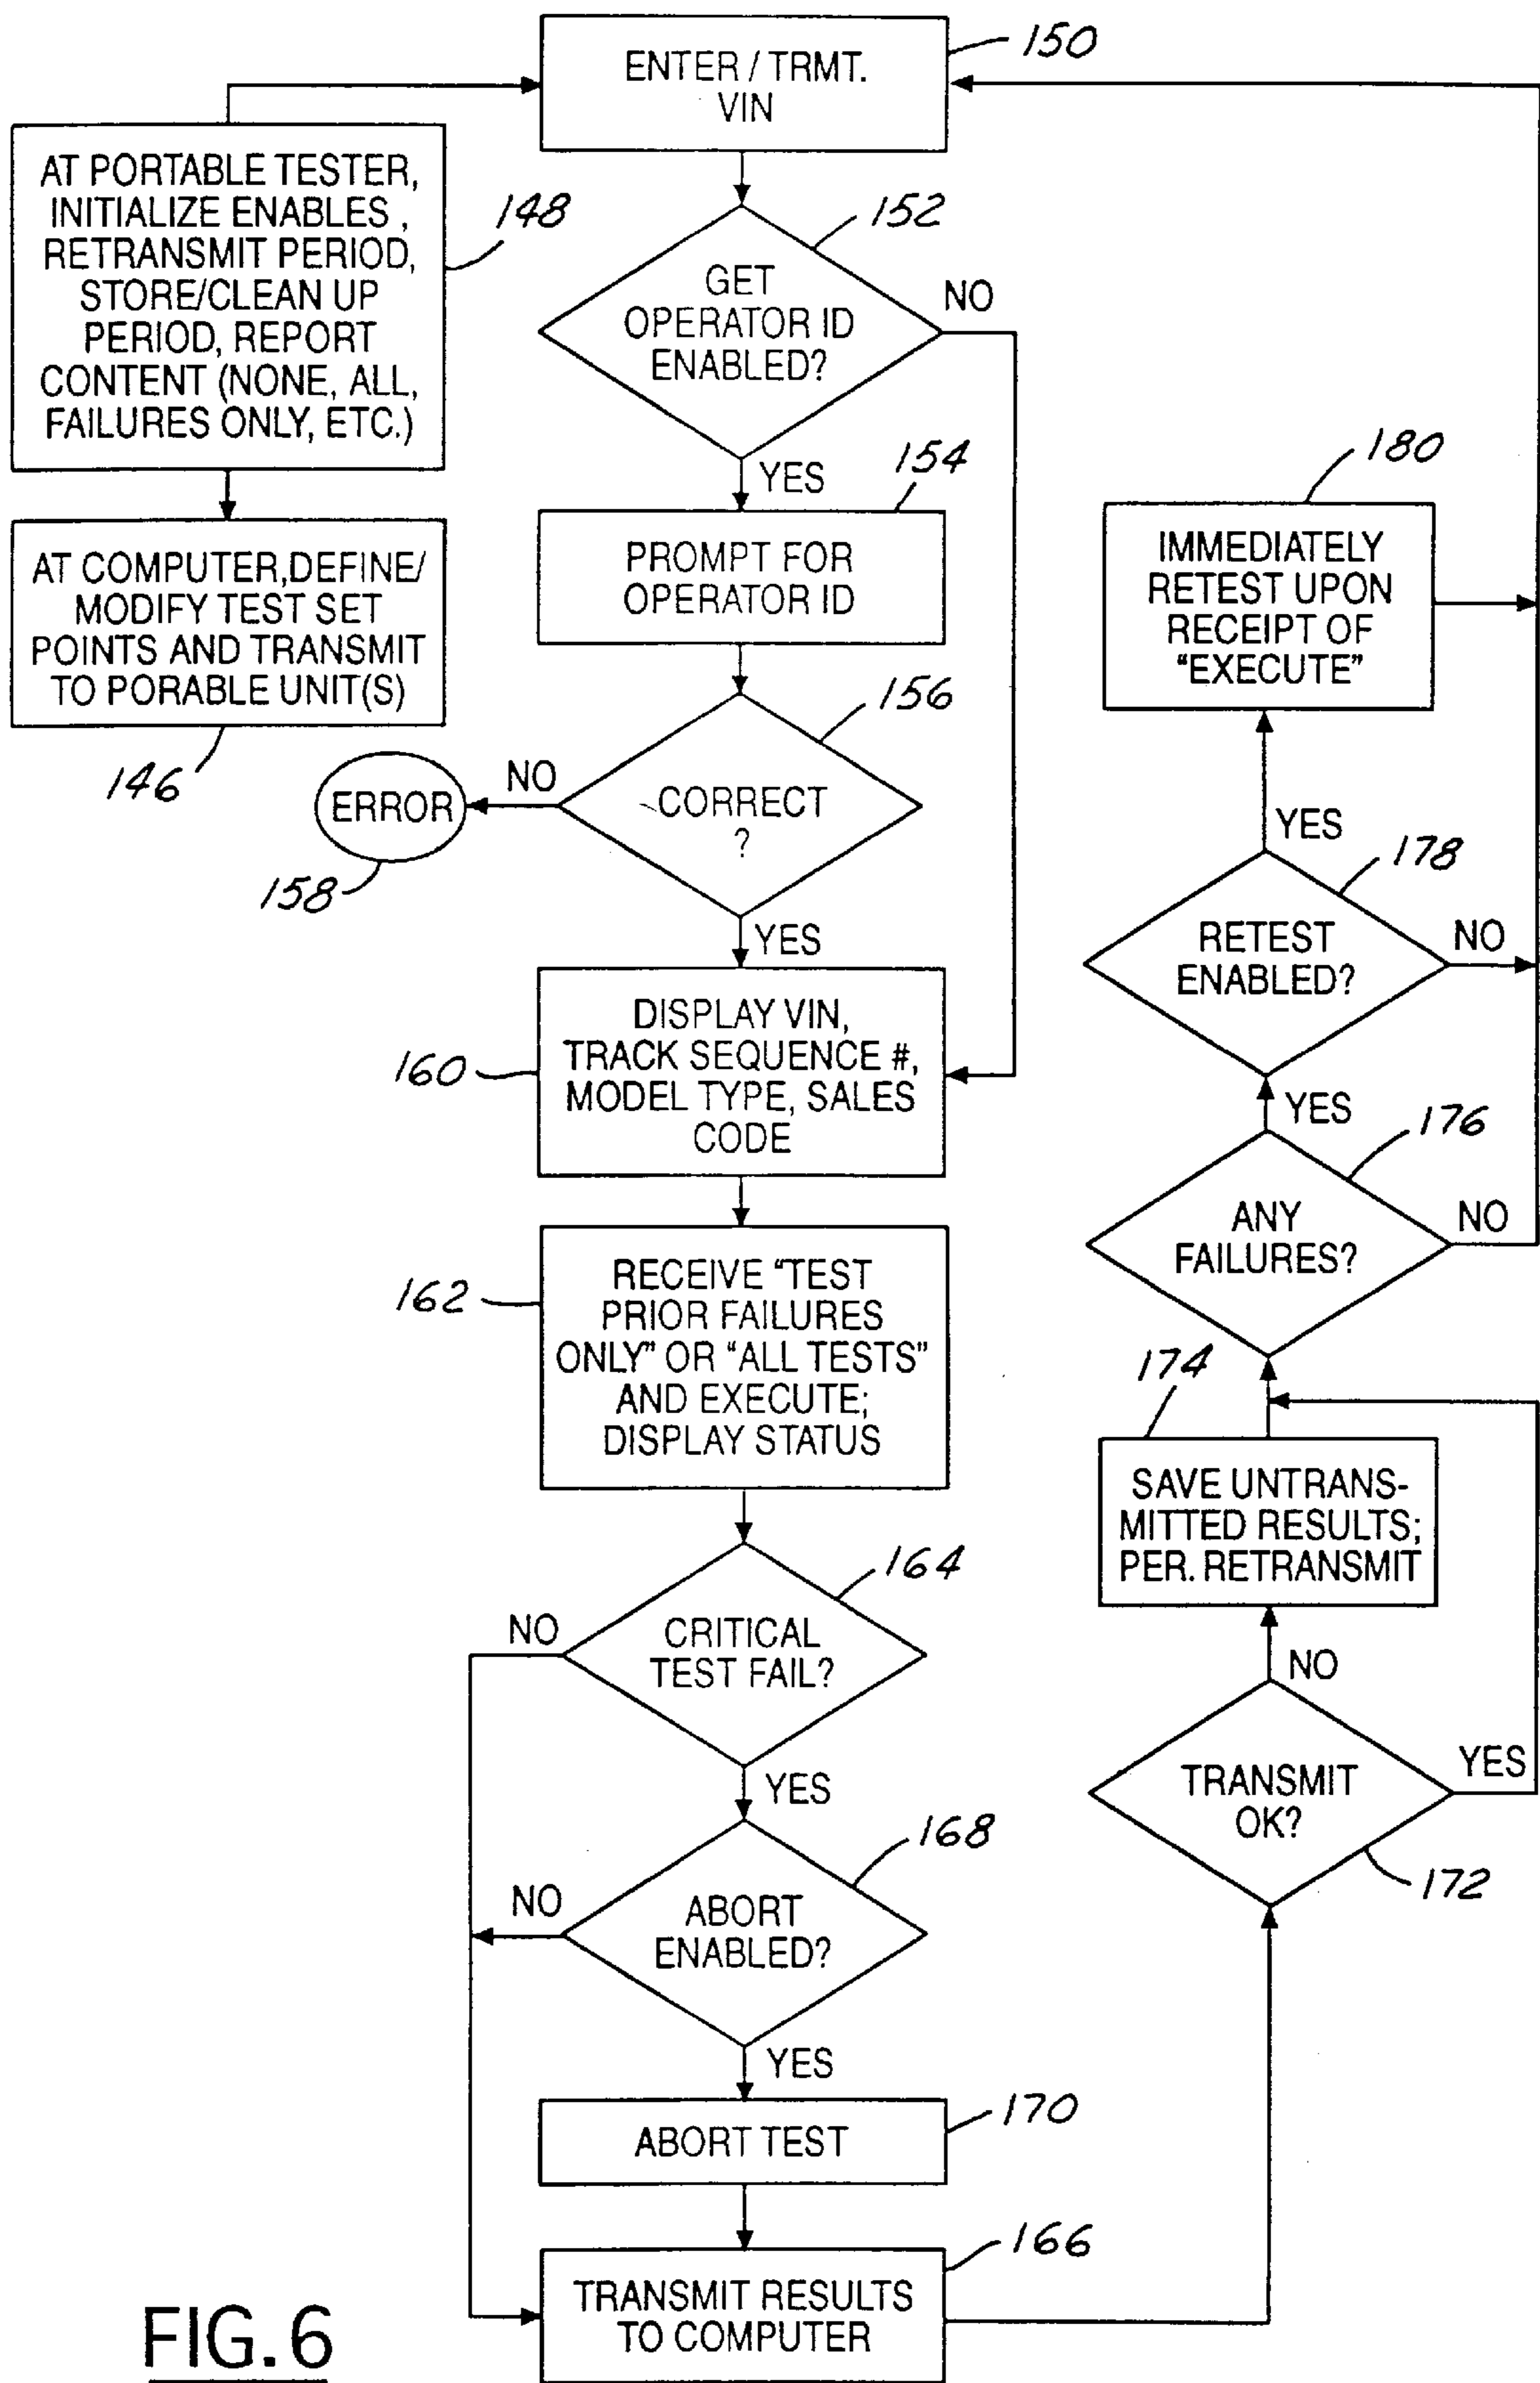 ENTER / TRMT.
VIN
150
AT PORTABLE TESTER,
INITIALIZE ENABLES ,
RETRANSMIT PERIOD,
STORE/CLEAN UP
PERIOD, REPORT
CONTENT (NONE, ALL,
FAILURES ONLY, ETC.)
148
AT COMPUTER,DEFINE/
MODIFY TEST SET
POINTS AND TRANSMIT
TO PORABLE UNIT(S)
146
GET
OPERATOR ID
ENABLED?
152
NO
YES
PROMPT FOR
OPERATOR ID
154
CORRECT
?
156
NO
ERROR
158
YES
DISPLAY VIN,
TRACK SEQUENCE #,
MODEL TYPE, SALES
CODE
160
RECEIVE "TEST
PRIOR FAILURES
ONLY" OR "ALL TESTS"
AND EXECUTE;
DISPLAY STATUS
162
CRITICAL
TEST FAIL?
164
NO
YES
ABORT
ENABLED?
168
NO
YES
ABORT TEST
170
TRANSMIT RESULTS
TO COMPUTER
166
TRANSMIT
OK?
172
YES
NO
SAVE UNTRANS-
MITTED RESULTS;
PER. RETRANSMIT
174
ANY
FAILURES?
176
NO
YES
RETEST
ENABLED?
178
NO
YES
IMMEDIATELY
RETEST UPON
RECEIPT OF
"EXECUTE"
180
FIG. 6